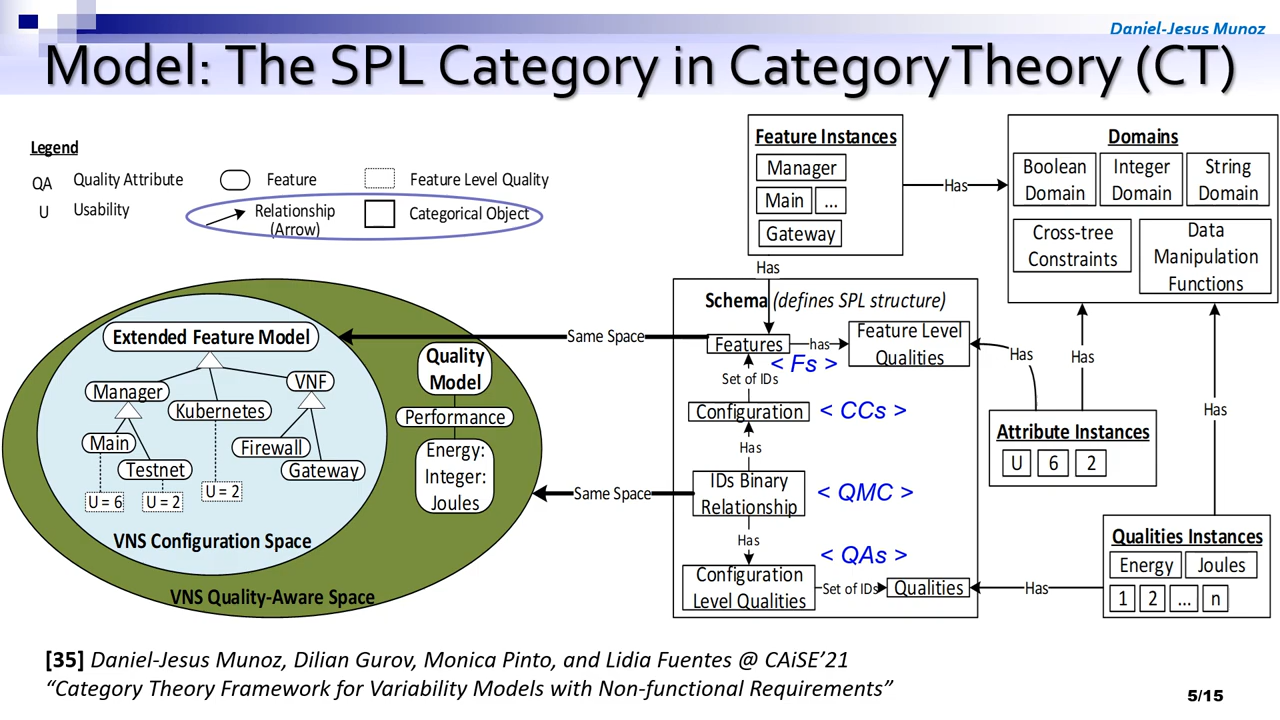 Daniel-Jesus Munoz
Model: The SPL Category in CategoryTheory (CT)
Legend
QA Quality Attribute
Feature
Feature Level Quality
U Usability
Relationship
(Arrow)
Categorical Object
Feature Instances
Manager
Main ...
Gateway
Has
Domains
Boolean
Domain
Integer
Domain
String
Domain
Cross-tree
Constraints
Data
Manipulation
Functions
Has
Schema (defines SPL structure)
Features
has
Feature Level
Qualities
< Fs >
Set of IDs
Configuration
< CCs >
Has
IDs Binary
Relationship
< QMC >
Has
< QAs >
Configuration
Level Qualities
Set of IDs
Qualities
Has
Has
Has
Has
Attribute Instances
U 6 2
Qualities Instances
Energy Joules
1 2 ... n
Same Space
Same Space
Extended Feature Model
Manager
VNF
Kubernetes
Main
Testnet
Firewall
Gateway
U = 6
U = 2
U = 2
VNS Configuration Space
Quality
Model
Performance
Energy:
Integer:
Joules
VNS Quality-Aware Space
[35] Daniel-Jesus Munoz, Dilian Gurov, Monica Pinto, and Lidia Fuentes @ CAiSE’21
“Category Theory Framework for Variability Models with Non-functional Requirements”
5/15